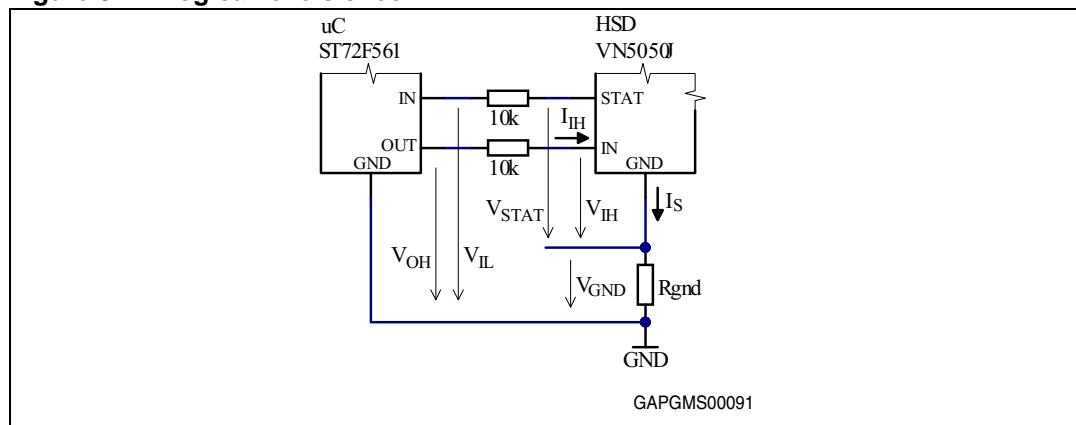 uC
ST72F561
HSD
VN5050J
IN
STAT
10k
I_IH
OUT
IN
10k
GND
GND
V_STAT
V_IH
I_S
V_OH
V_IL
V_GND
Rgnd
GND
GAPGMS00091